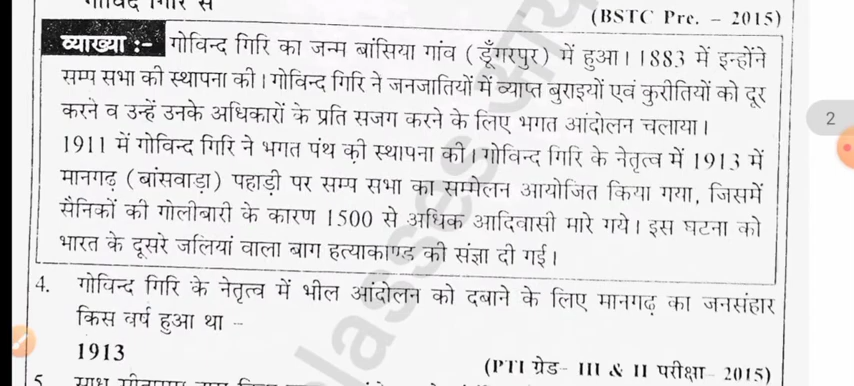 गोविंद गिरि से
(BSTC Pre. – 2015)
व्याख्या :- गोविन्द गिरि का जन्म बांसिया गांव (डूँगरपुर) में हुआ। 1883 में इन्होंने
सम्प सभा की स्थापना की। गोविन्द गिरि ने जनजातियों में व्याप्त बुराइयों एवं कुरीतियों को दूर
करने व उन्हें उनके अधिकारों के प्रति सजग करने के लिए भगत आंदोलन चलाया।
1911 में गोविन्द गिरि ने भगत पंथ की स्थापना की। गोविन्द गिरि के नेतृत्व में 1913 में
मानगढ़ (बांसवाड़ा) पहाड़ी पर सम्प सभा का सम्मेलन आयोजित किया गया, जिसमें
सैनिकों की गोलीबारी के कारण 1500 से अधिक आदिवासी मारे गये। इस घटना को
भारत के दूसरे जलियां वाला बाग हत्याकाण्ड की संज्ञा दी गई।
2
4. गोविन्द गिरि के नेतृत्व में भील आंदोलन को दबाने के लिए मानगढ़ का जनसंहार
किस वर्ष हुआ था –
1913
(PTI ग्रेड- III & II परीक्षा- 2015)
5.